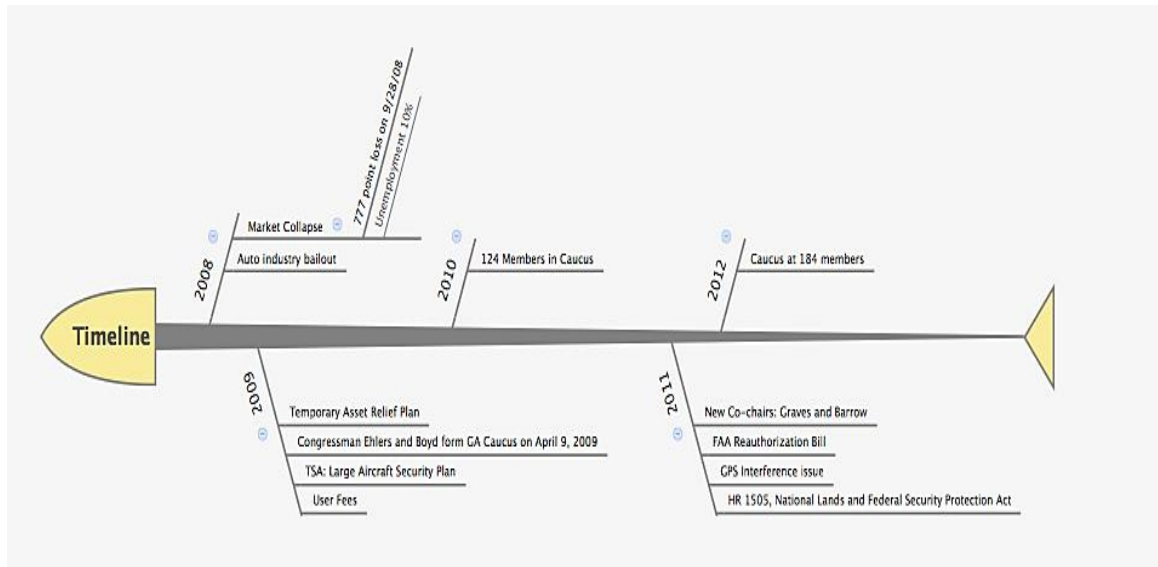 Timeline
2008
Market Collapse
777 point loss on 9/28/08
Unemployment 10%
Auto industry bailout
2009
Temporary Asset Relief Plan
Congressman Ehlers and Boyd form GA Caucus on April 9, 2009
TSA: Large Aircraft Security Plan
User Fees
2010
124 Members in Caucus
2011
New Co-chairs: Graves and Barrow
FAA Reauthorization Bill
GPS Interference issue
HR 1505, National Lands and Federal Security Protection Act
2012
Caucus at 184 members